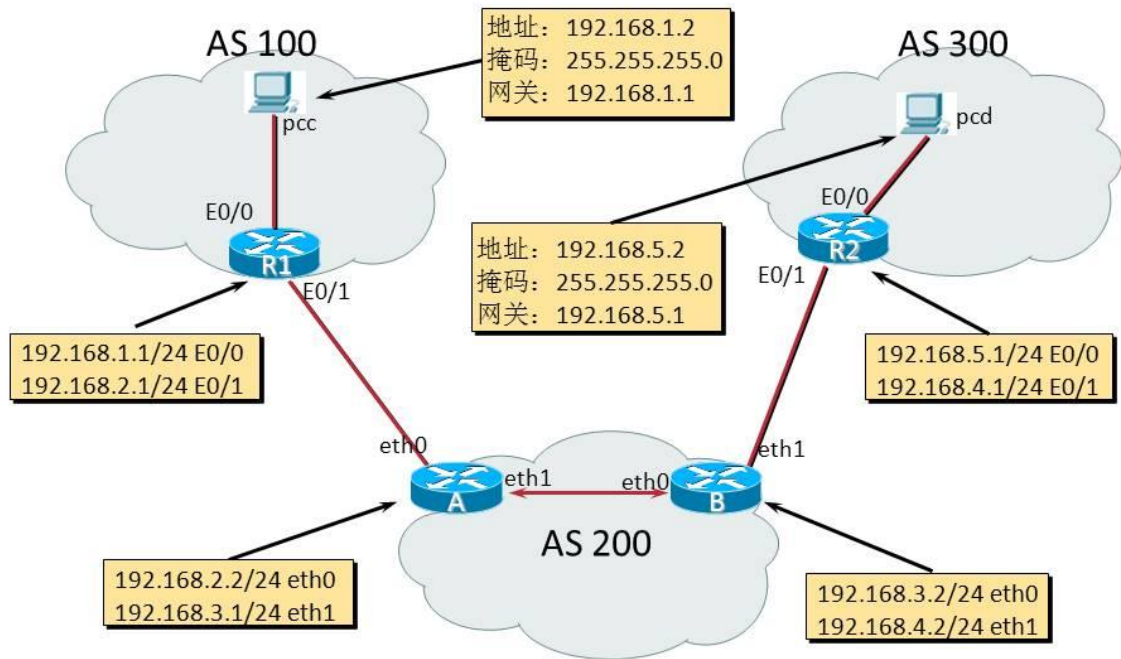 AS 100
地址：192.168.1.2
掩码：255.255.255.0
网关：192.168.1.1
AS 300
pcc
pcd
E0/0
R1
E0/1
E0/0
R2
E0/1
地址：192.168.5.2
掩码：255.255.255.0
网关：192.168.5.1
192.168.1.1/24 E0/0
192.168.2.1/24 E0/1
192.168.5.1/24 E0/0
192.168.4.1/24 E0/1
eth0
A
eth1
eth0
B
eth1
AS 200
192.168.2.2/24 eth0
192.168.3.1/24 eth1
192.168.3.2/24 eth0
192.168.4.2/24 eth1